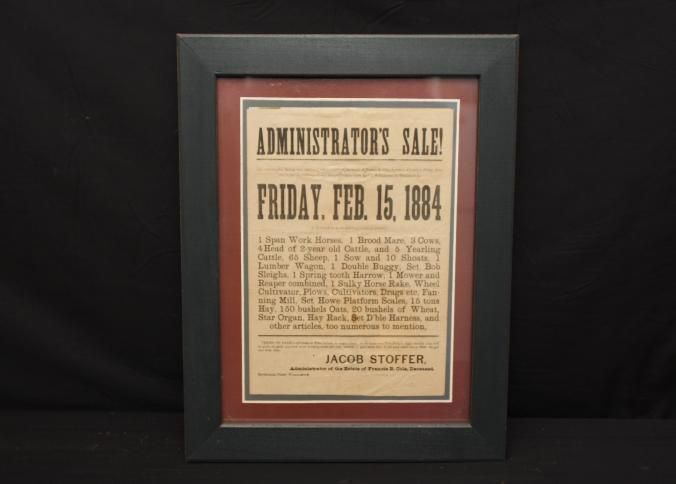 ADMINISTRATOR'S SALE!
FRIDAY, FEB. 15, 1884
1 Span Work Horses, 1 Brood Mare, 3 Cows,
4 Head of 2-year old Cattle, and 5 Yearling
Cattle, 65 Sheep, 1 Sow and 10 Shoats, 1
Lumber Wagon, 1 Double Buggy, Set Bob
Sleighs, 1 Spring tooth Harrow, 1 Mower and
Reaper combined, 1 Sulky Horse Rake, Wheel
Cultivator, Plows, Cultivators, Drags etc. Fan-
ning Mill, Set Howe Platform Scales, 15 tons
Hay, 150 bushels Oats, 20 bushels of Wheat,
Star Organ, Hay Rack, Set D'ble Harness, and
other articles, too numerous to mention,
JACOB STOFFER,
Administrator of the Estate of Francis B. Cole, Deceased.